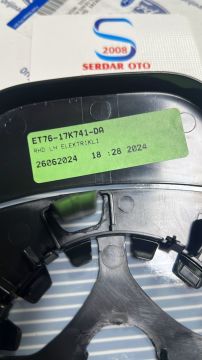 S
2008
SERDAR OTO
ET76-17K741-DA
RHD LH ELEKTRIKLI
26062024 18:28 2024